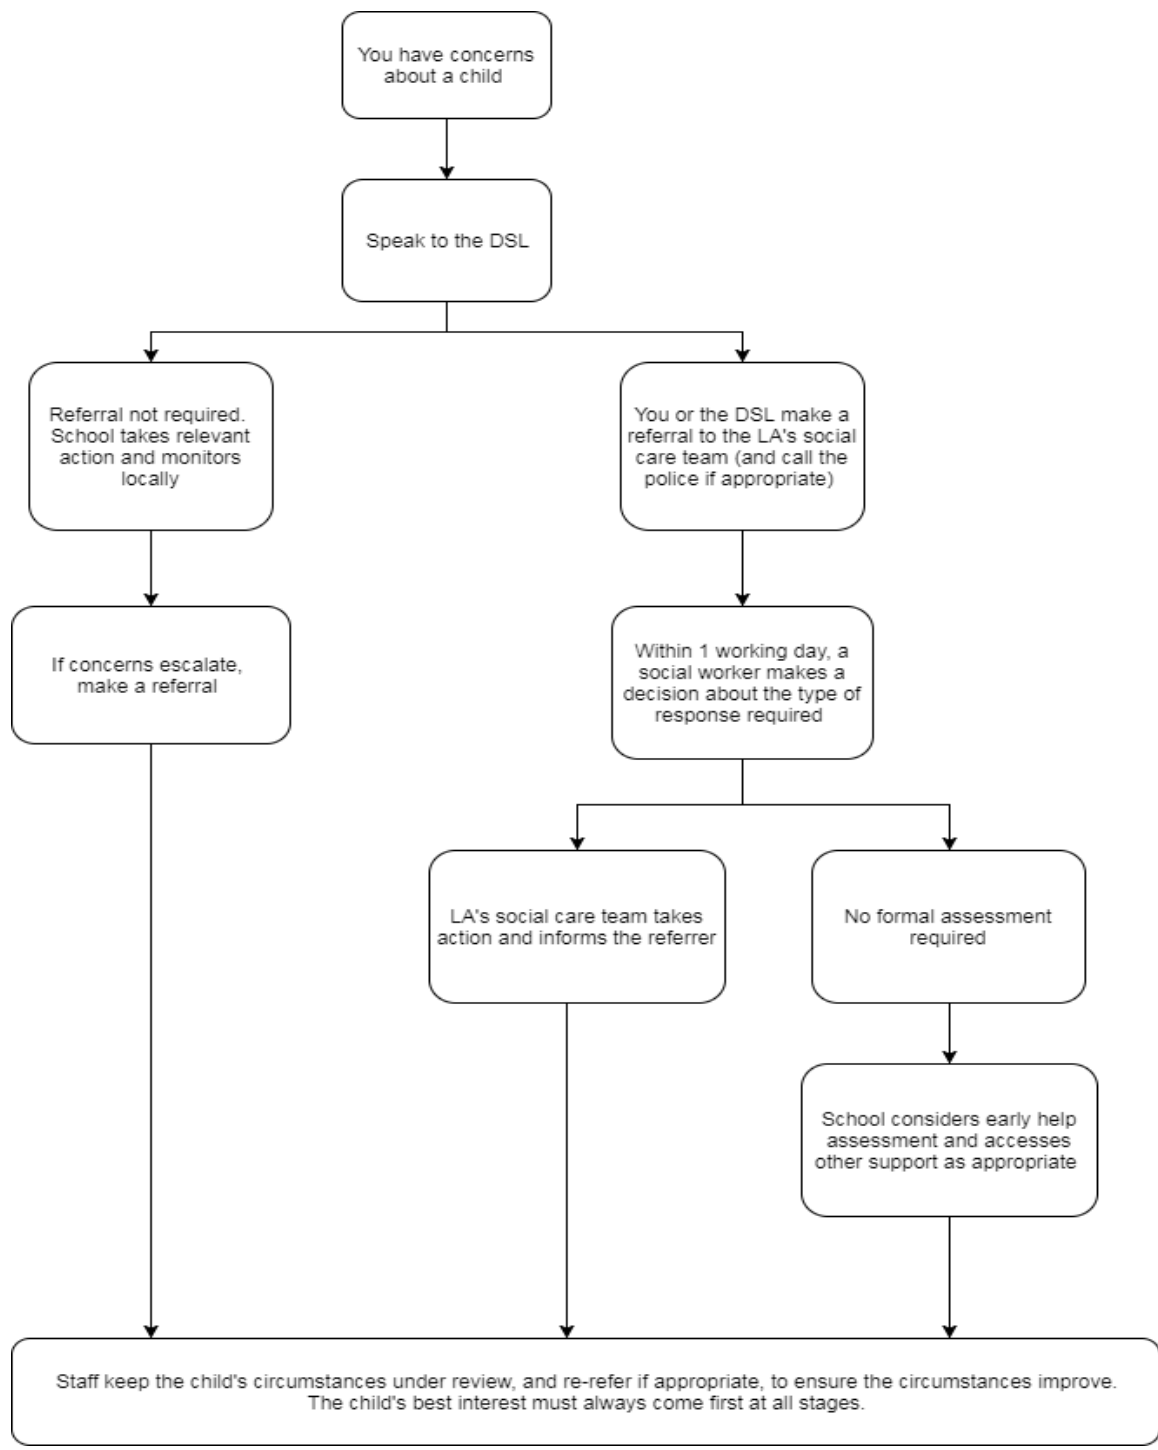 You have concerns
about a child
Speak to the DSL
Referral not required.
School takes relevant
action and monitors
locally
You or the DSL make a
referral to the LA's social
care team (and call the
police if appropriate)
If concerns escalate,
make a referral
Within 1 working day, a
social worker makes a
decision about the type of
response required
LA's social care team takes
action and informs the referrer
No formal assessment
required
School considers early help
assessment and accesses
other support as appropriate
Staff keep the child's circumstances under review, and re-refer if appropriate, to ensure the circumstances improve.
The child's best interest must always come first at all stages.